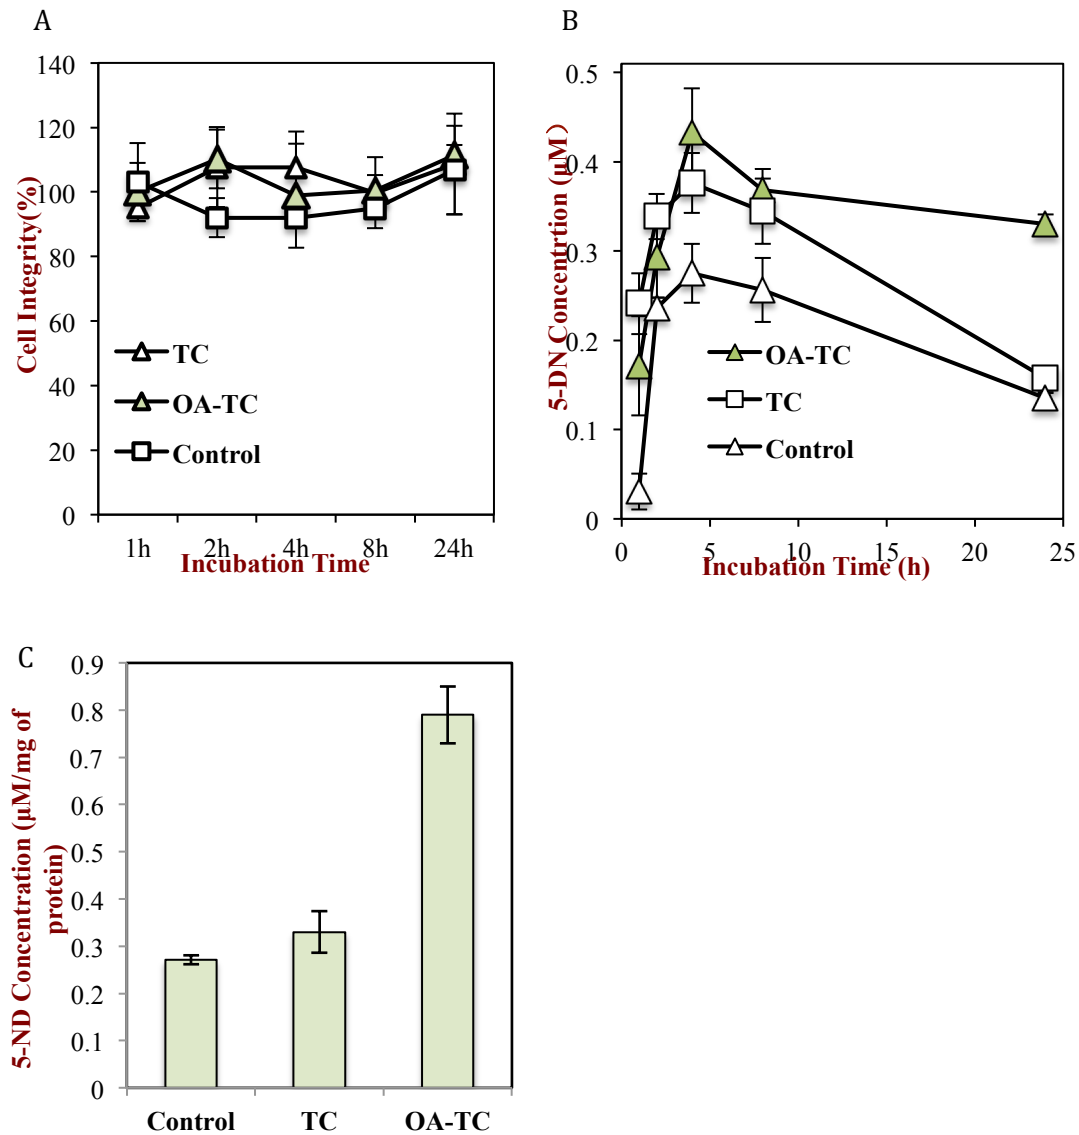 A
140
120
100
80
60
40
20
0
Cell Integrity(%)
TC
OA-TC
Control
1h 2h 4h 8h 24h
Incubation Time
B
0.5
0.4
0.3
0.2
0.1
0
5-DN Concentrtion (μM)
OA-TC
TC
Control
0 5 10 15 20 25
Incubation Time (h)
C
0.9
0.8
0.7
0.6
0.5
0.4
0.3
0.2
0.1
0
5-ND Concentration (μM/mg of
protein)
Control TC OA-TC